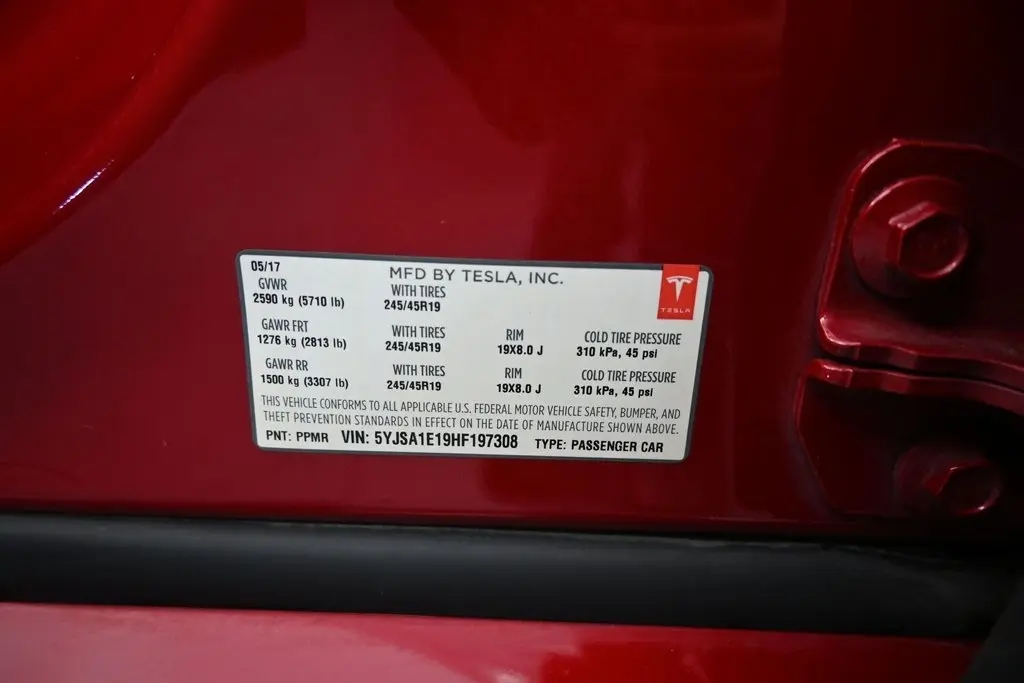 05/17 MFD BY TESLA, INC.
GVWR WITH TIRES
2590 kg (5710 lb) 245/45R19
TESLA
GAWR FRT WITH TIRES RIM COLD TIRE PRESSURE
1276 kg (2813 lb) 245/45R19 19X8.0 J 310 kPa, 45 psi
GAWR RR WITH TIRES RIM COLD TIRE PRESSURE
1500 kg (3307 lb) 245/45R19 19X8.0 J 310 kPa, 45 psi
THIS VEHICLE CONFORMS TO ALL APPLICABLE U.S. FEDERAL MOTOR VEHICLE SAFETY, BUMPER, AND
THEFT PREVENTION STANDARDS IN EFFECT ON THE DATE OF MANUFACTURE SHOWN ABOVE.
PNT: PPMR VIN: 5YJSA1E19HF197308 TYPE: PASSENGER CAR